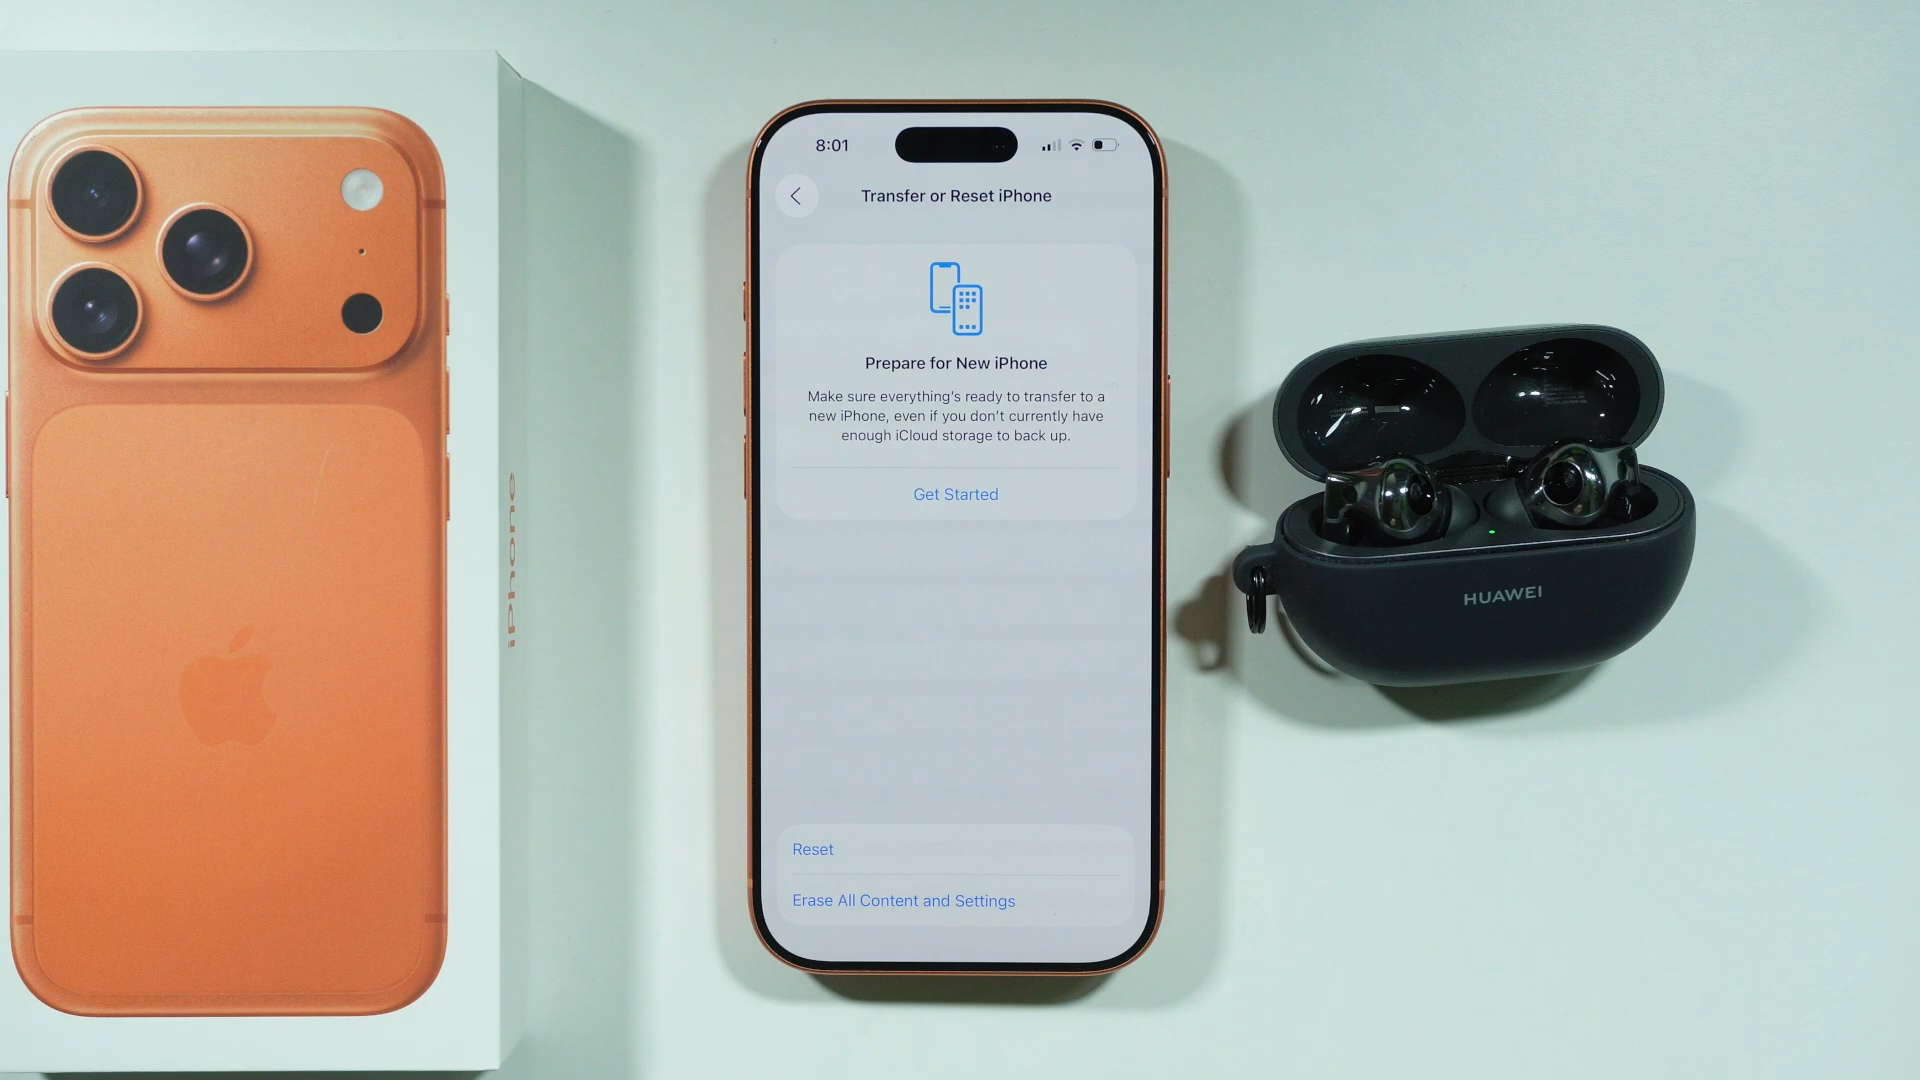 iPhone
8:01
Transfer or Reset iPhone
Prepare for New iPhone
Make sure everything's ready to transfer to a
new iPhone, even if you don't currently have
enough iCloud storage to back up.
Get Started
Reset
Erase All Content and Settings
HUAWEI